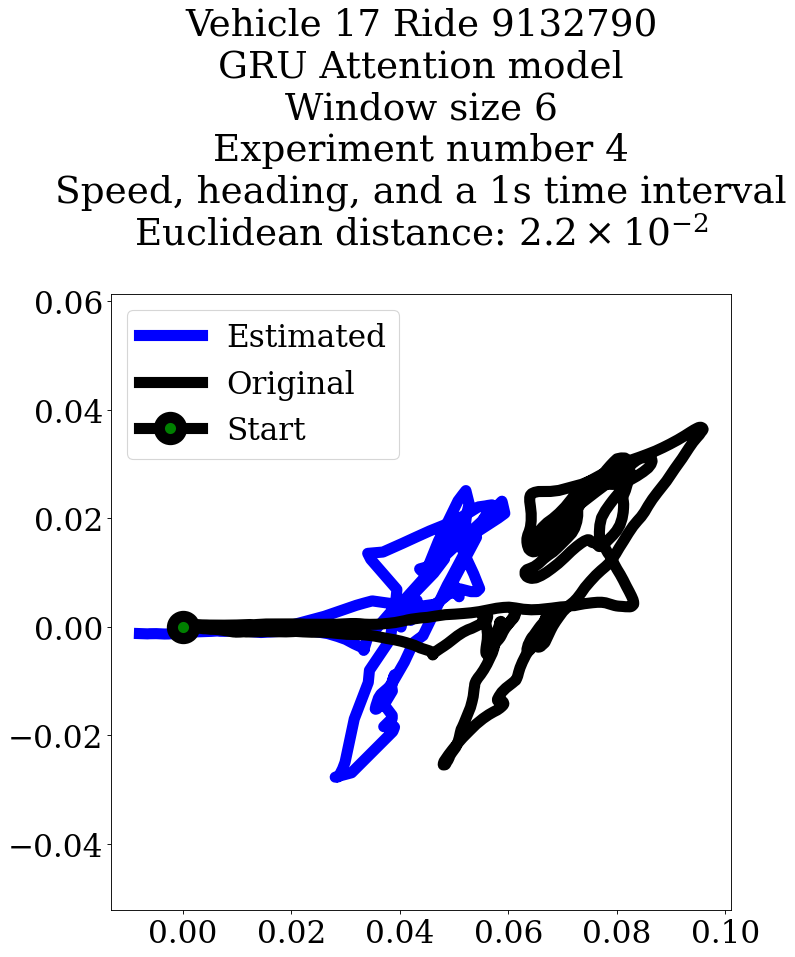 Vehicle 17 Ride 9132790
GRU Attention model
Window size 6
Experiment number 4
Speed, heading, and a 1s time interval
Euclidean distance: 2.2 × 10⁻²
Estimated
Original
Start
0.06
0.04
0.02
0.00
−0.02
−0.04
0.00 0.02 0.04 0.06 0.08 0.10